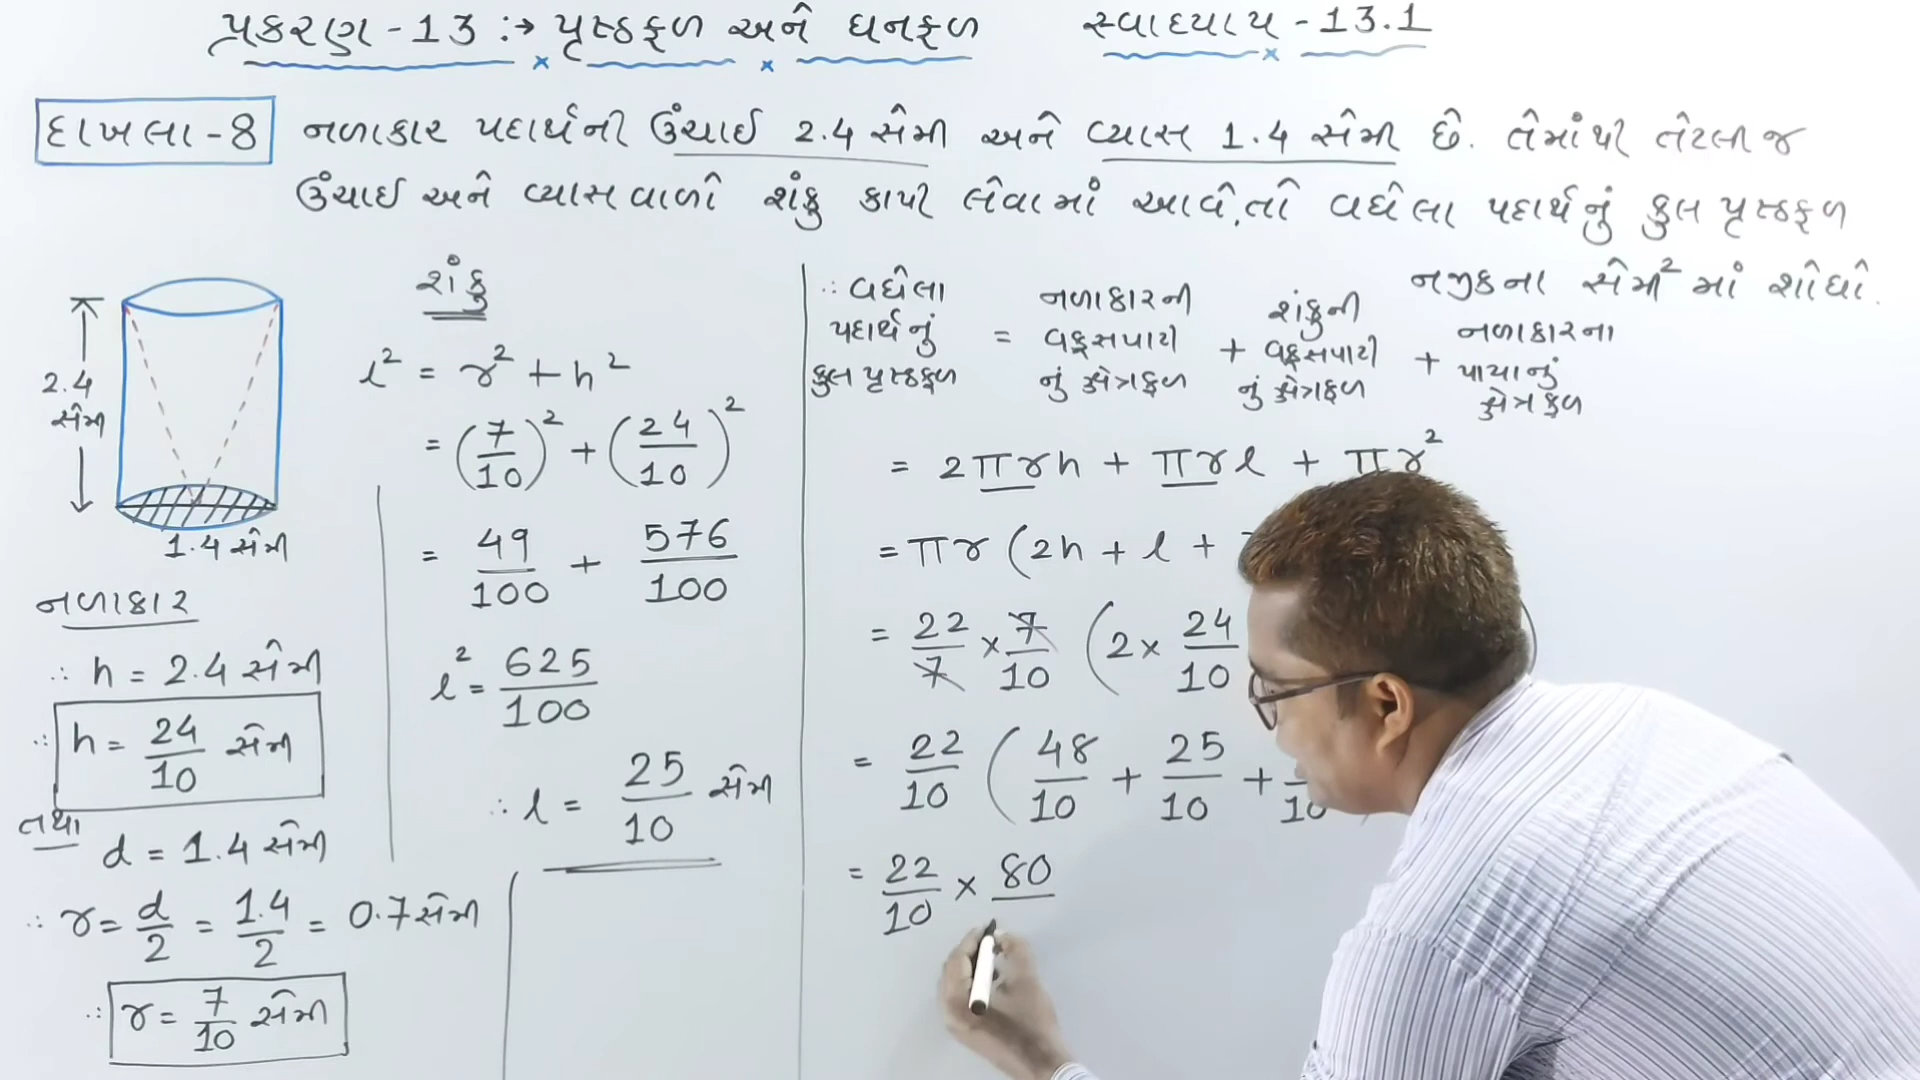 પ્રકરણ - 13 :→ પૃષ્ઠફળ અને ઘનફળ
સ્વાધ્યાય - 13.1
દાખલા - 8
નળાકાર પદાર્થની ઉંચાઈ 2.4 સેમી અને વ્યાસ 1.4 સેમી છે. તેમાંથી તેટલી જ
ઉંચાઈ અને વ્યાસવાળો શંકુ કાપી લેવામાં આવે, તો વધેલા પદાર્થનું કુલ પૃષ્ઠફળ
નજીકના સેમી² માં શોધો.
2.4
સેમી
1.4 સેમી
નળાકાર
∴ h = 2.4 સેમી
∴ h = 24/10 સેમી
તથા
d = 1.4 સેમી
∴ r = d/2 = 1.4/2 = 0.7 સેમી
∴ r = 7/10 સેમી
શંકુ
l² = r² + h²
= (7/10)² + (24/10)²
= 49/100 + 576/100
l² = 625/100
∴ l = 25/10 સેમી
∴ વધેલા પદાર્થનું કુલ પૃષ્ઠફળ = નળાકારની વક્રસપાટીનું ક્ષેત્રફળ + શંકુની વક્રસપાટીનું ક્ષેત્રફળ + નળાકારના પાયાનું ક્ષેત્રફળ
= 2πrh + πrl + πr²
= πr (2h + l +
= 22/7 × 7/10 (2 × 24/10
= 22/10 (48/10 + 25/10 +
= 22/10 × 80